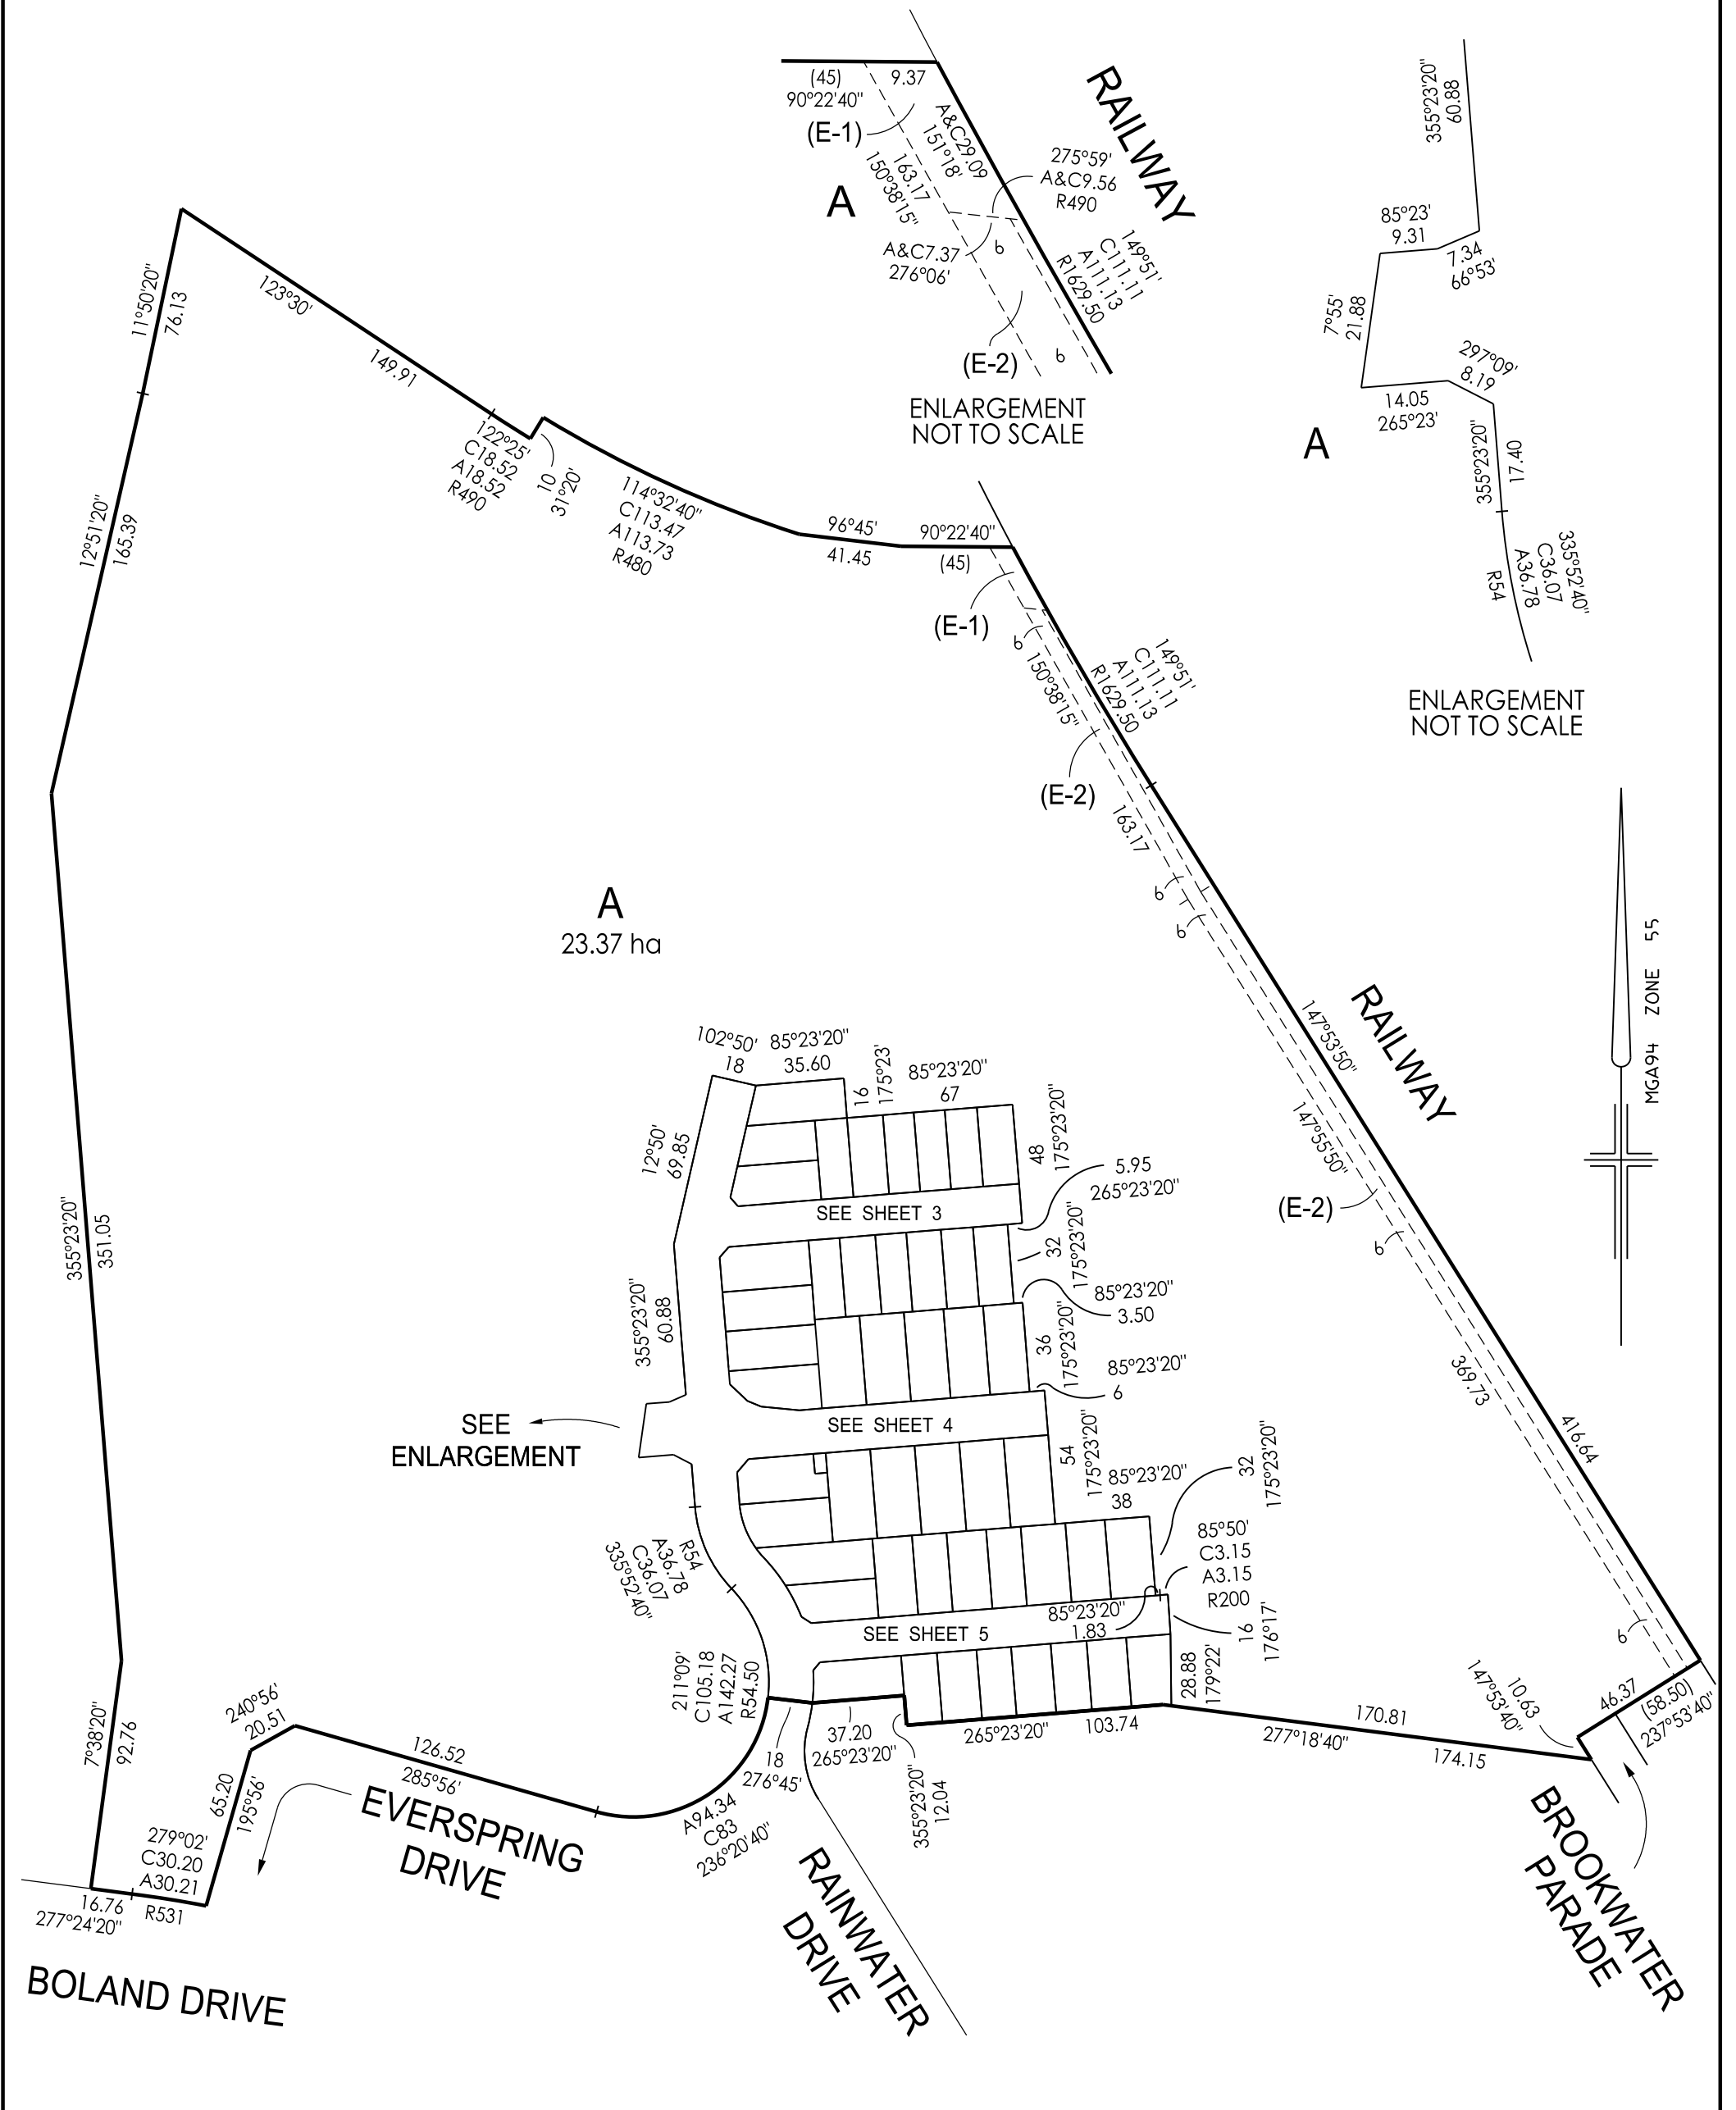 (45)
9.37
90°22'40"
(E-1)
A&C29.09
151°18'
163.17
150°38'15"
A
275°59'
A&C9.56
R490
A&C7.37
276°06'
6
149°51'
C111.11
A111.13
R1629.50
(E-2)
6
RAILWAY
ENLARGEMENT
NOT TO SCALE
355°23'20"
60.88
85°23'
9.31
7.34
66°53'
7°55'
21.88
297°09'
8.19
14.05
265°23'
A
355°23'20"
17.40
335°52'40"
C36.07
A36.78
R54
ENLARGEMENT
NOT TO SCALE
11°50'20"
76.13
123°30'
149.91
122°25'
C18.52
A18.52
R490
10
31°20'
114°32'40"
C113.47
A113.73
R480
96°45'
41.45
90°22'40"
(45)
(E-1)
6
150°38'15"
149°51'
C111.11
A111.13
R1629.50
(E-2)
163.17
6
6
12°51'20"
165.39
A
23.37 ha
MGA94 ZONE 55
RAILWAY
147°53'50"
147°55'50"
(E-2)
6
369.73
416.64
6
355°23'20"
351.05
102°50'
18
85°23'20"
35.60
16
175°23'
85°23'20"
67
12°50'
69.85
48
175°23'20"
5.95
265°23'20"
SEE SHEET 3
32
175°23'20"
85°23'20"
3.50
355°23'20"
60.88
36
175°23'20"
85°23'20"
6
SEE
ENLARGEMENT
SEE SHEET 4
54
175°23'20"
85°23'20"
38
32
175°23'20"
85°50'
C3.15
A3.15
R200
R54
A36.78
C36.07
335°52'40"
85°23'20"
1.83
SEE SHEET 5
16
176°17'
28.88
179°22'
211°09'
C105.18
A142.27
R54.50
37.20
265°23'20"
18
276°45'
265°23'20"
103.74
355°23'20"
12.04
170.81
277°18'40"
174.15
10.63
147°53'40"
46.37
(58.50)
237°53'40"
7°38'20"
92.76
240°56'
20.51
126.52
285°56'
65.20
195°56'
A94.34
C83
236°20'40"
279°02'
C30.20
A30.21
R531
16.76
277°24'20"
EVERSPRING
DRIVE
RAINWATER
DRIVE
BROOKWATER
PARADE
BOLAND DRIVE